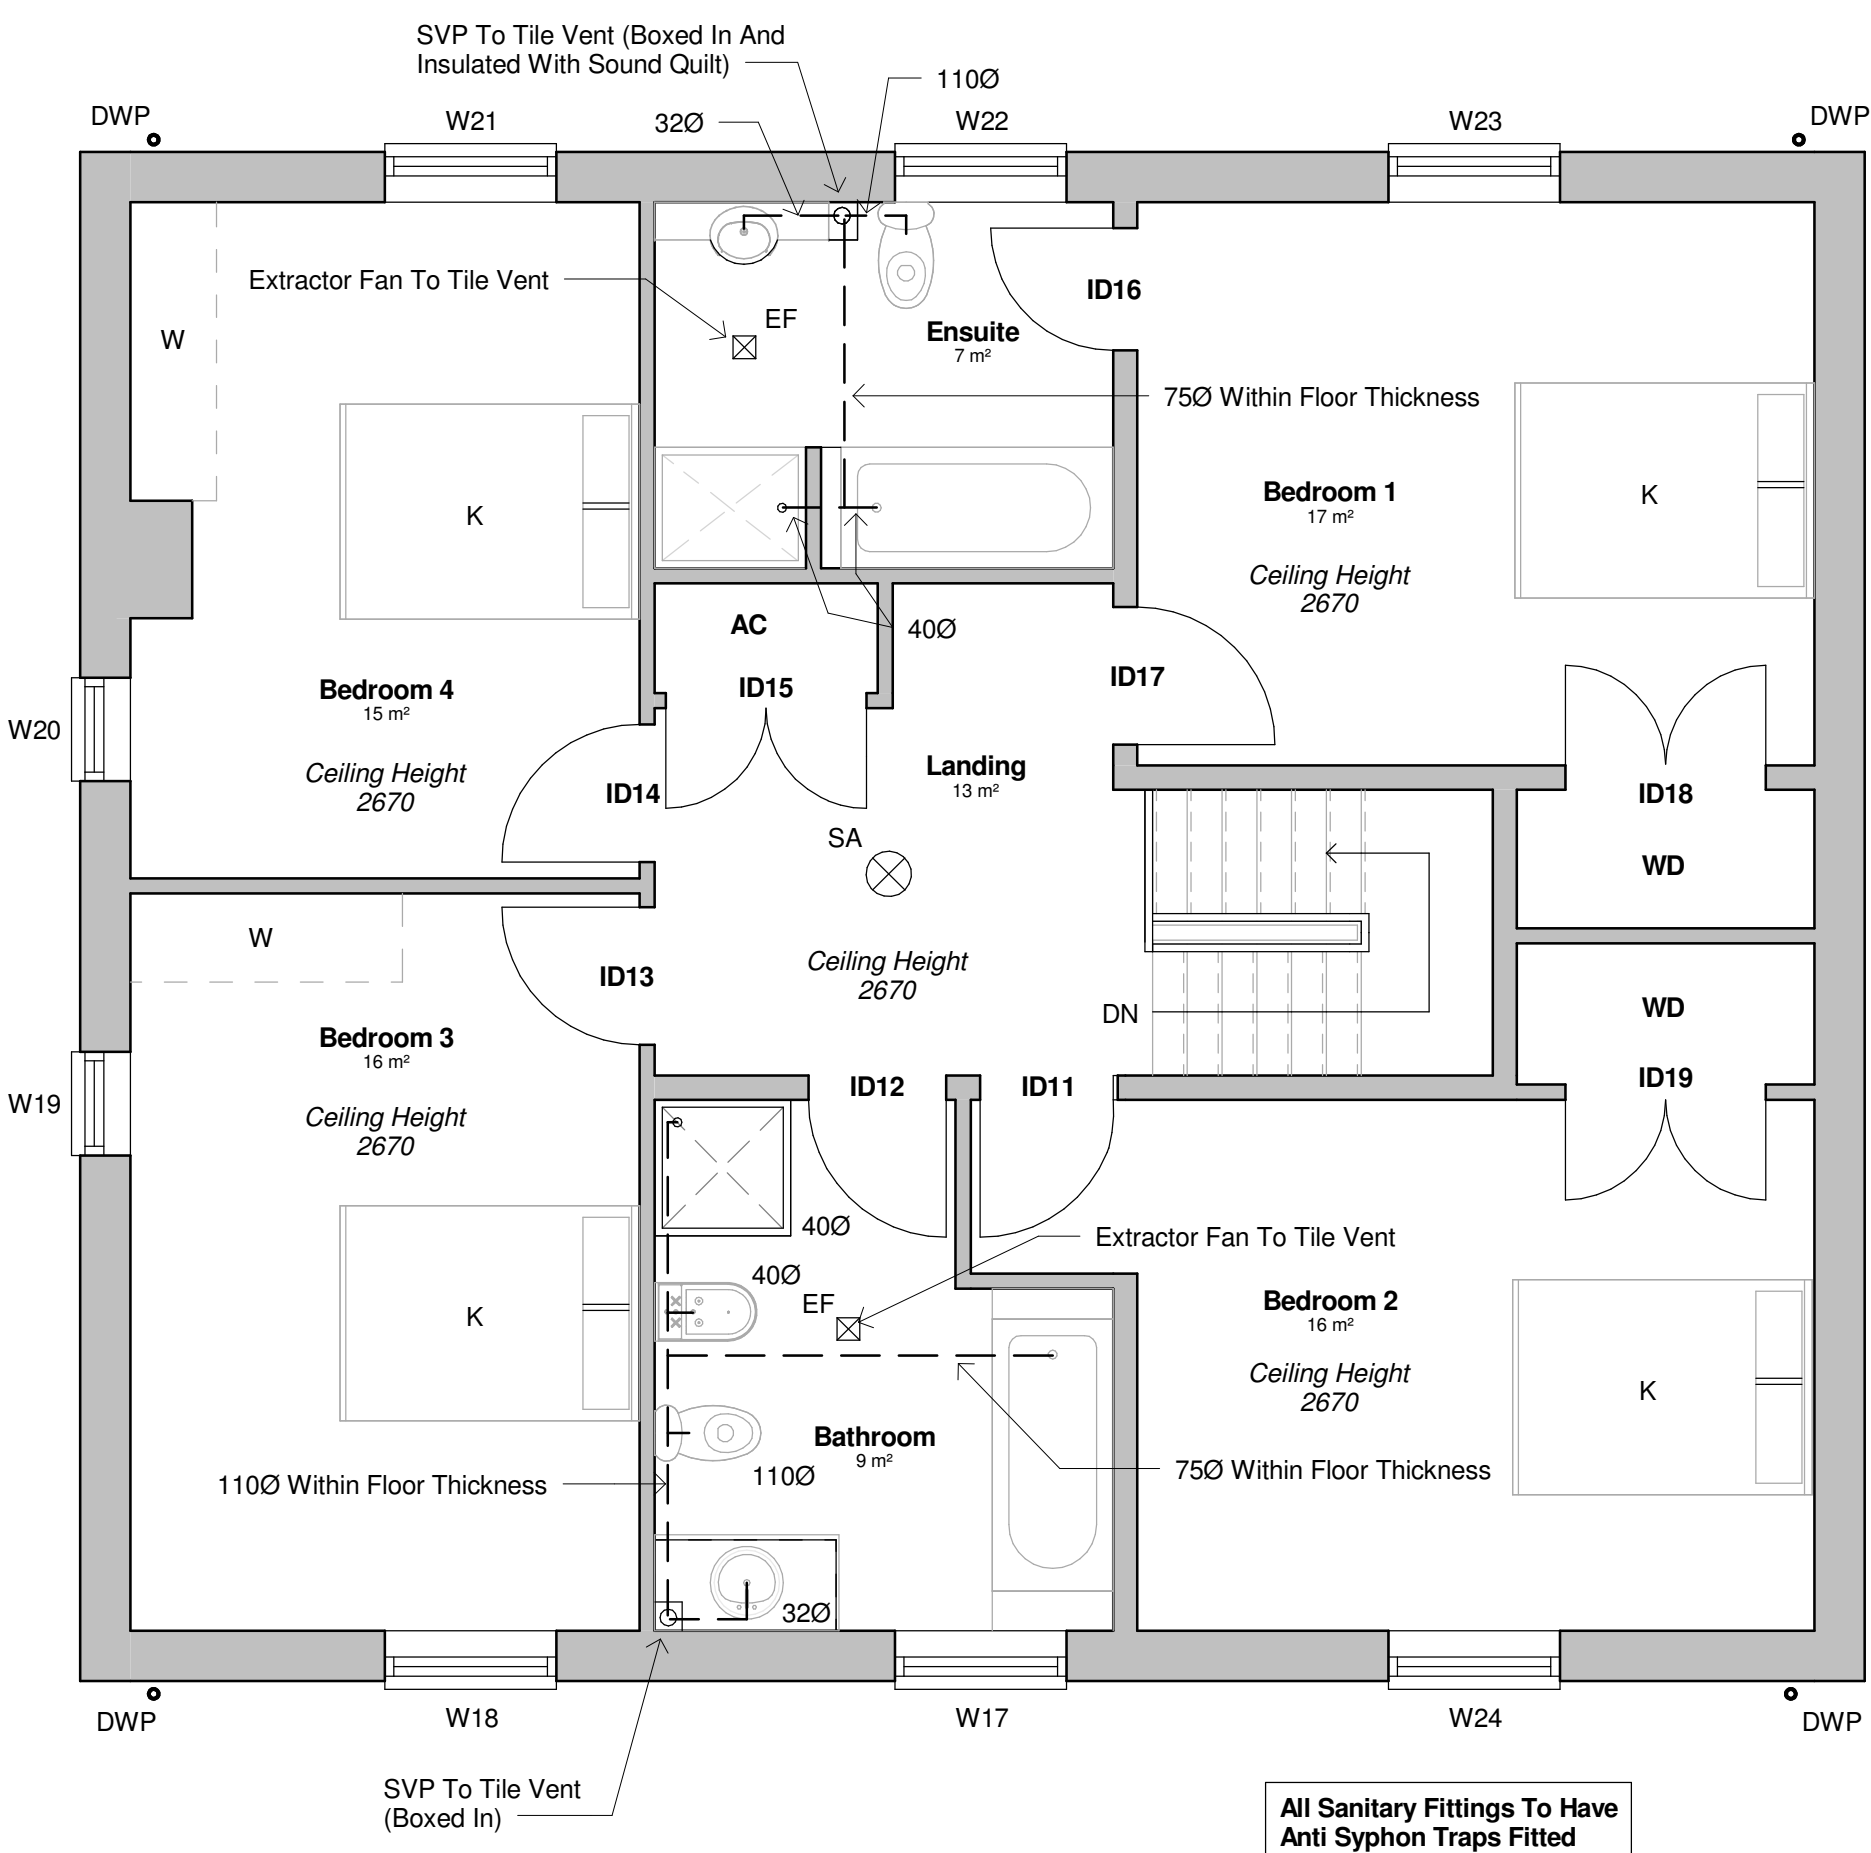 SVP To Tile Vent (Boxed In And
Insulated With Sound Quilt)
110Ø
DWP
W21
32Ø
W22
W23
DWP
Extractor Fan To Tile Vent
EF
ID16
W
Ensuite
7 m²
75Ø Within Floor Thickness
K
Bedroom 1
17 m²
K
Ceiling Height
2670
AC
40Ø
ID15
ID17
Bedroom 4
15 m²
W20
Ceiling Height
2670
ID14
Landing
13 m²
ID18
SA
WD
W
ID13
Ceiling Height
2670
DN
WD
Bedroom 3
16 m²
ID12
ID11
ID19
W19
Ceiling Height
2670
40Ø
Extractor Fan To Tile Vent
40Ø
EF
K
Bedroom 2
16 m²
Ceiling Height
2670
K
Bathroom
9 m²
110Ø
110Ø Within Floor Thickness
75Ø Within Floor Thickness
32Ø
DWP
W18
W17
W24
DWP
SVP To Tile Vent
(Boxed In)
All Sanitary Fittings To Have
Anti Syphon Traps Fitted